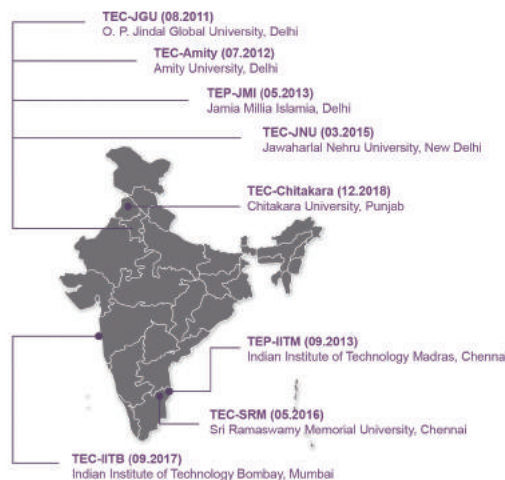 TEC-JGU (08.2011)
O. P. Jindal Global University, Delhi
TEC-Amity (07.2012)
Amity University, Delhi
TEP-JMI (05.2013)
Jamia Millia Islamia, Delhi
TEC-JNU (03.2015)
Jawaharlal Nehru University, New Delhi
TEC-Chitakara (12.2018)
Chitakara University, Punjab
TEP-IITM (09.2013)
Indian Institute of Technology Madras, Chenna
TEC-SRM (05.2016)
Sri Ramaswamy Memorial University, Chennai
TEC-IITB (09.2017)
Indian Institute of Technology Bombay, Mumbai